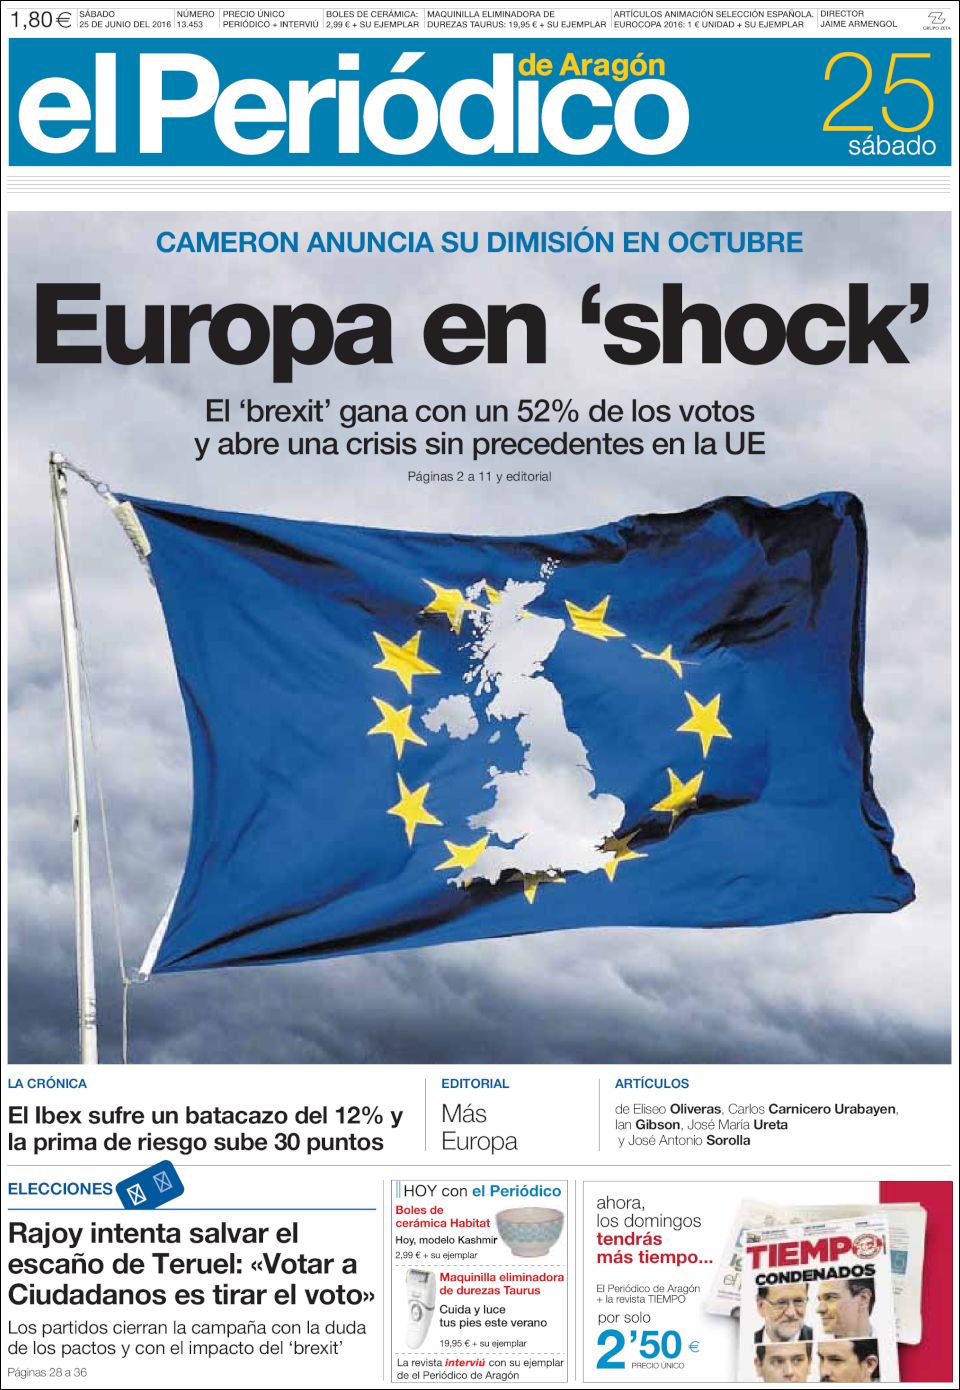 1,80 €
SÁBADO
25 DE JUNIO DEL 2016
NÚMERO
13.453
PRECIO ÚNICO
PERIÓDICO + INTERVIÚ
BOLES DE CERÁMICA:
2,99 € + SU EJEMPLAR
MAQUINILLA ELIMINADORA DE
DUREZAS TAURUS: 19,95 € + SU EJEMPLAR
ARTÍCULOS ANIMACIÓN SELECCIÓN ESPAÑOLA.
EUROCOPA 2016: 1 € UNIDAD + SU EJEMPLAR
DIRECTOR
JAIME ARMENGOL
GRUPO ZETA
el Periódico
de Aragón
25
sábado
CAMERON ANUNCIA SU DIMISIÓN EN OCTUBRE
Europa en ‘shock’
El ‘brexit’ gana con un 52% de los votos
y abre una crisis sin precedentes en la UE
Páginas 2 a 11 y editorial
LA CRÓNICA
El Ibex sufre un batacazo del 12% y
la prima de riesgo sube 30 puntos
EDITORIAL
Más
Europa
ARTÍCULOS
de Eliseo Oliveras, Carlos Carnicero Urabayen,
Ian Gibson, José María Ureta
y José Antonio Sorolla
ELECCIONES
Rajoy intenta salvar el
escaño de Teruel: «Votar a
Ciudadanos es tirar el voto»
Los partidos cierran la campaña con la duda
de los pactos y con el impacto del ‘brexit’
Páginas 28 a 36
HOY con el Periódico
Boles de
cerámica Habitat
Hoy, modelo Kashmir
2,99 € + su ejemplar
Maquinilla eliminadora
de durezas Taurus
Cuida y luce
tus pies este verano
19,95 € + su ejemplar
La revista interviú con su ejemplar
de el Periódico de Aragón
ahora,
los domingos
tendrás
más tiempo...
El Periódico de Aragón
+ la revista TIEMPO
por solo
2’50 €
PRECIO ÚNICO
TIEMPO
CONDENADOS